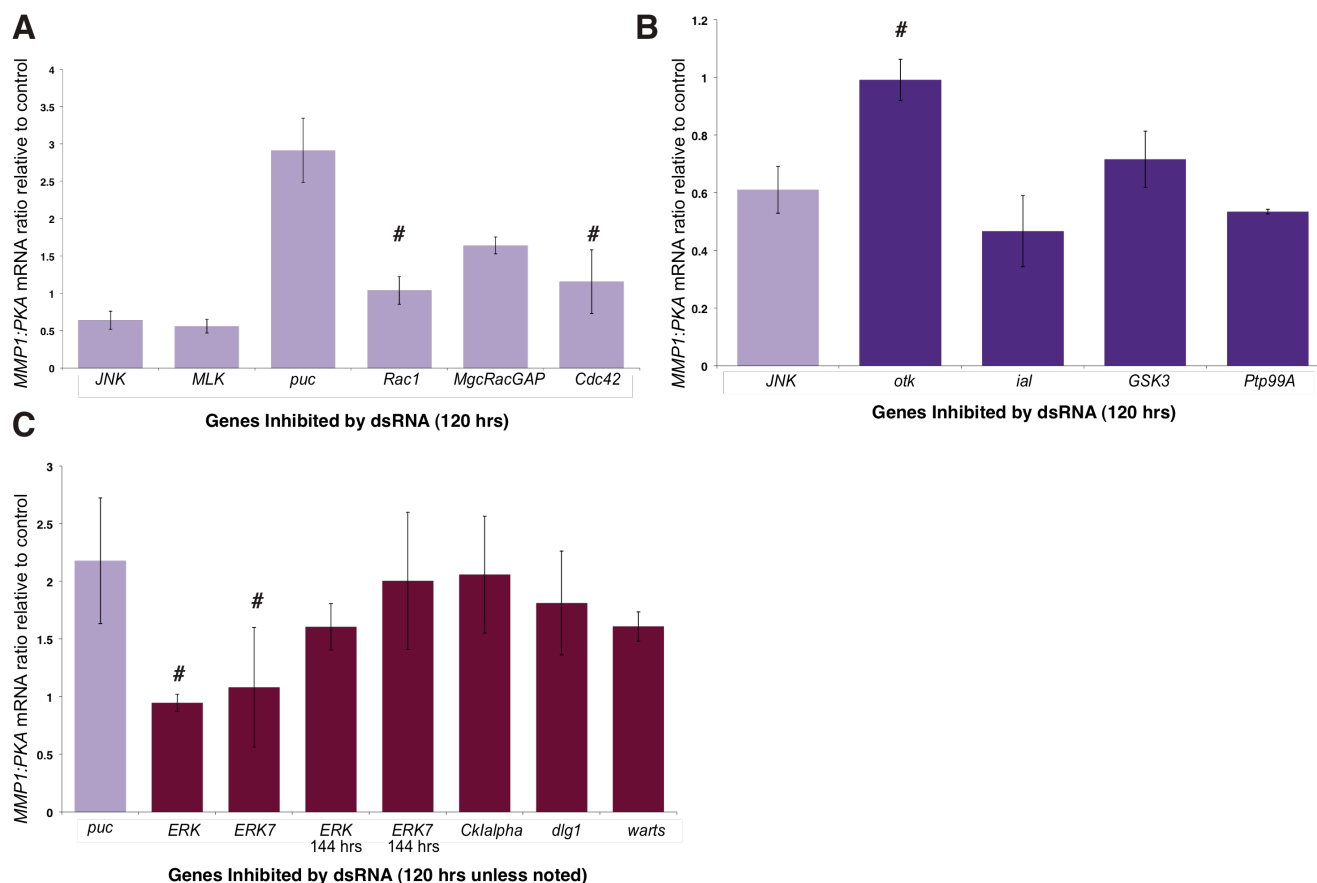 A
MMP1:PKA mRNA ratio relative to control
4
3.5
3
2.5
2
1.5
1
0.5
0
#
#
JNK MLK puc Rac1 MgcRacGAP Cdc42
Genes Inhibited by dsRNA (120 hrs)
B
MMP1:PKA mRNA ratio relative to control
1.2
1
0.8
0.6
0.4
0.2
0
#
JNK otk ial GSK3 Ptp99A
Genes Inhibited by dsRNA (120 hrs)
C
MMP1:PKA mRNA ratio relative to control
3
2.5
2
1.5
1
0.5
0
#
#
puc ERK ERK7 ERK ERK7 CkIalpha dlg1 warts
144 hrs 144 hrs
Genes Inhibited by dsRNA (120 hrs unless noted)